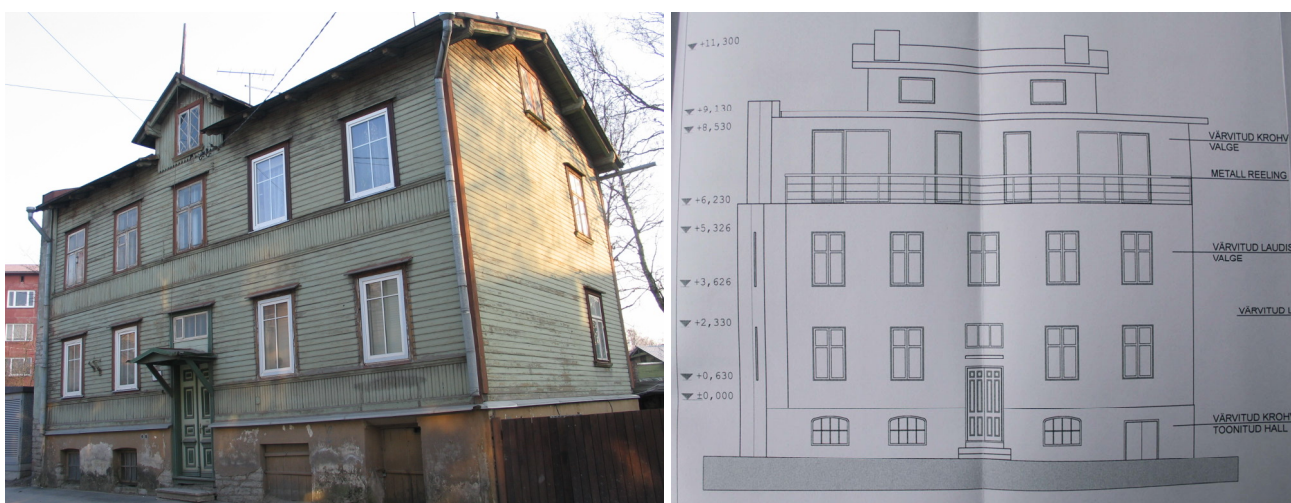 +11,300
+9,130
+8,530
VÄRVITUD KROHV
VALGE
METALL REELING
+6,230
+5,326
VÄRVITUD LAUDIS
VALGE
+3,626
+2,330
VÄRVITUD L
+0,630
±0,000
VÄRVITUD KROHV
TOONITUD HALL